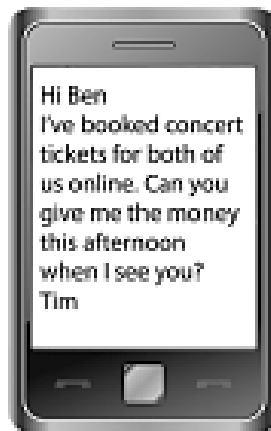 Hi Ben
I've booked concert
tickets for both of
us online. Can you
give me the money
this afternoon
when I see you?
Tim